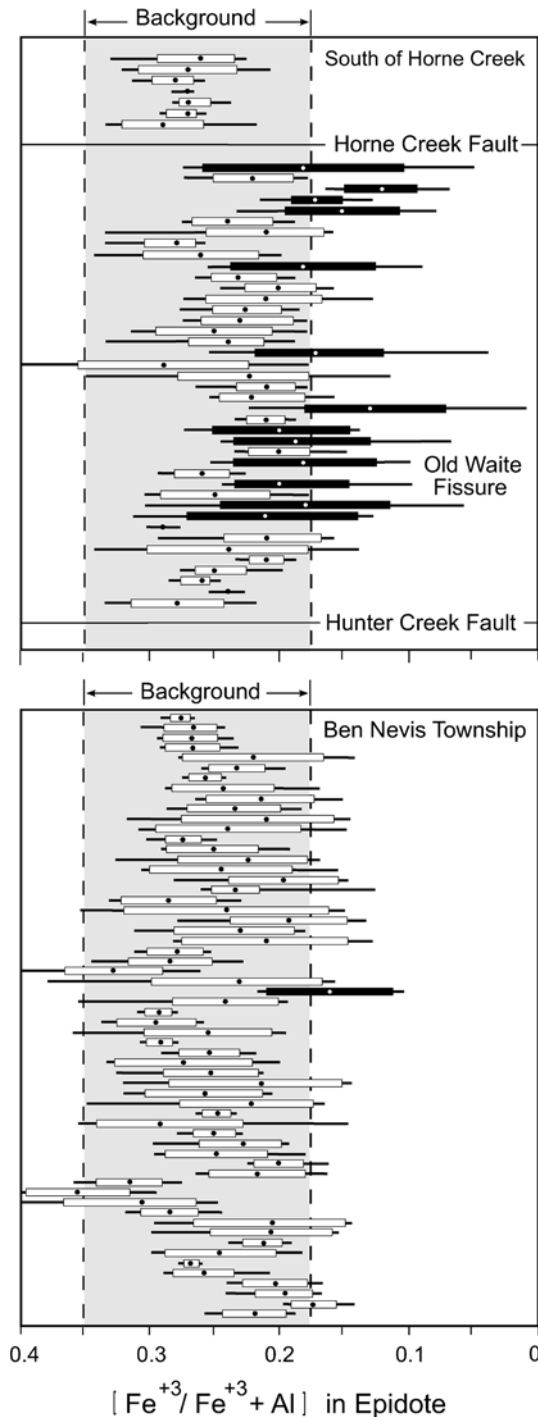 Background
South of Horne Creek
Horne Creek Fault
Old Waite
Fissure
Hunter Creek Fault
Background
Ben Nevis Township
0.4 0.3 0.2 0.1 0
[ Fe+3/ Fe+3 + Al ] in Epidote